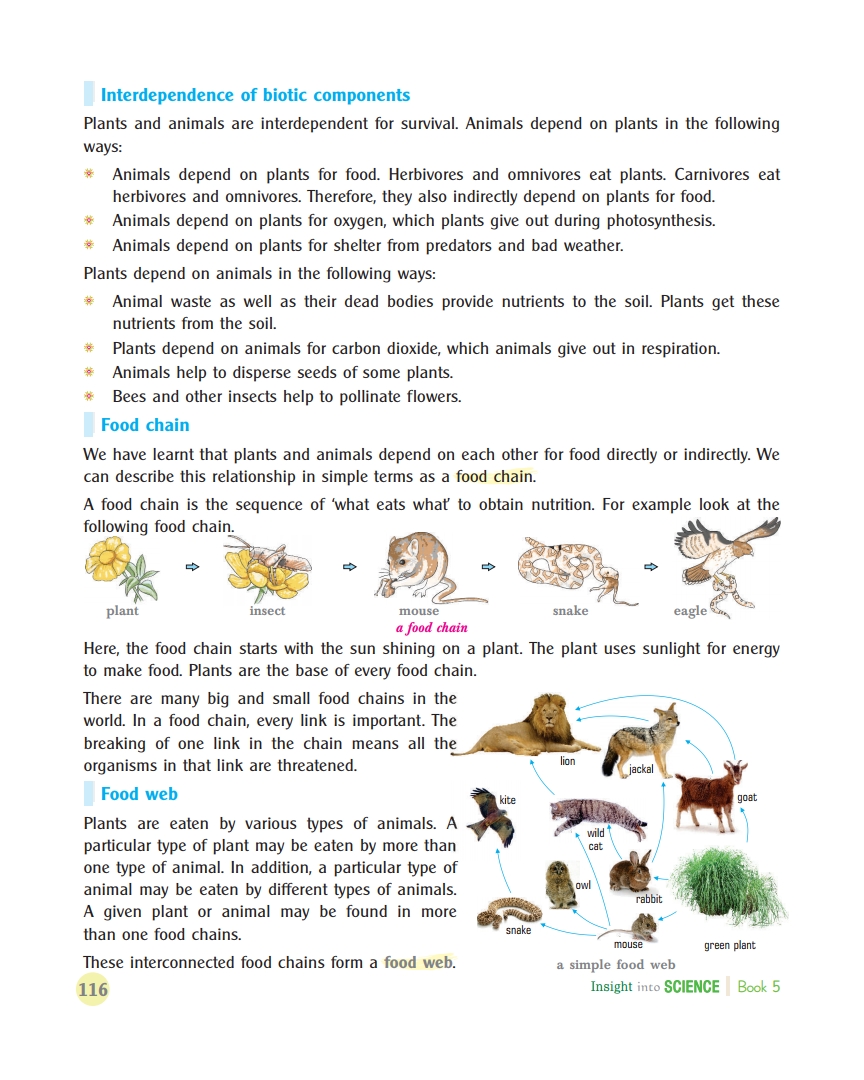 Interdependence of biotic components
Plants and animals are interdependent for survival. Animals depend on plants in the following
ways:
Animals depend on plants for food. Herbivores and omnivores eat plants. Carnivores eat
herbivores and omnivores. Therefore, they also indirectly depend on plants for food.
Animals depend on plants for oxygen, which plants give out during photosynthesis.
Animals depend on plants for shelter from predators and bad weather.
Plants depend on animals in the following ways:
Animal waste as well as their dead bodies provide nutrients to the soil. Plants get these
nutrients from the soil.
Plants depend on animals for carbon dioxide, which animals give out in respiration.
Animals help to disperse seeds of some plants.
Bees and other insects help to pollinate flowers.
Food chain
We have learnt that plants and animals depend on each other for food directly or indirectly. We
can describe this relationship in simple terms as a food chain.
A food chain is the sequence of ‘what eats what’ to obtain nutrition. For example look at the
following food chain.
plant insect mouse snake eagle
a food chain
Here, the food chain starts with the sun shining on a plant. The plant uses sunlight for energy
to make food. Plants are the base of every food chain.
There are many big and small food chains in the
world. In a food chain, every link is important. The
breaking of one link in the chain means all the
organisms in that link are threatened.
Food web
Plants are eaten by various types of animals. A
particular type of plant may be eaten by more than
one type of animal. In addition, a particular type of
animal may be eaten by different types of animals.
A given plant or animal may be found in more
than one food chains.
These interconnected food chains form a food web.
lion
jackal
goat
kite
wild
cat
owl
rabbit
snake
mouse
green plant
a simple food web
116
Insight into SCIENCE Book 5